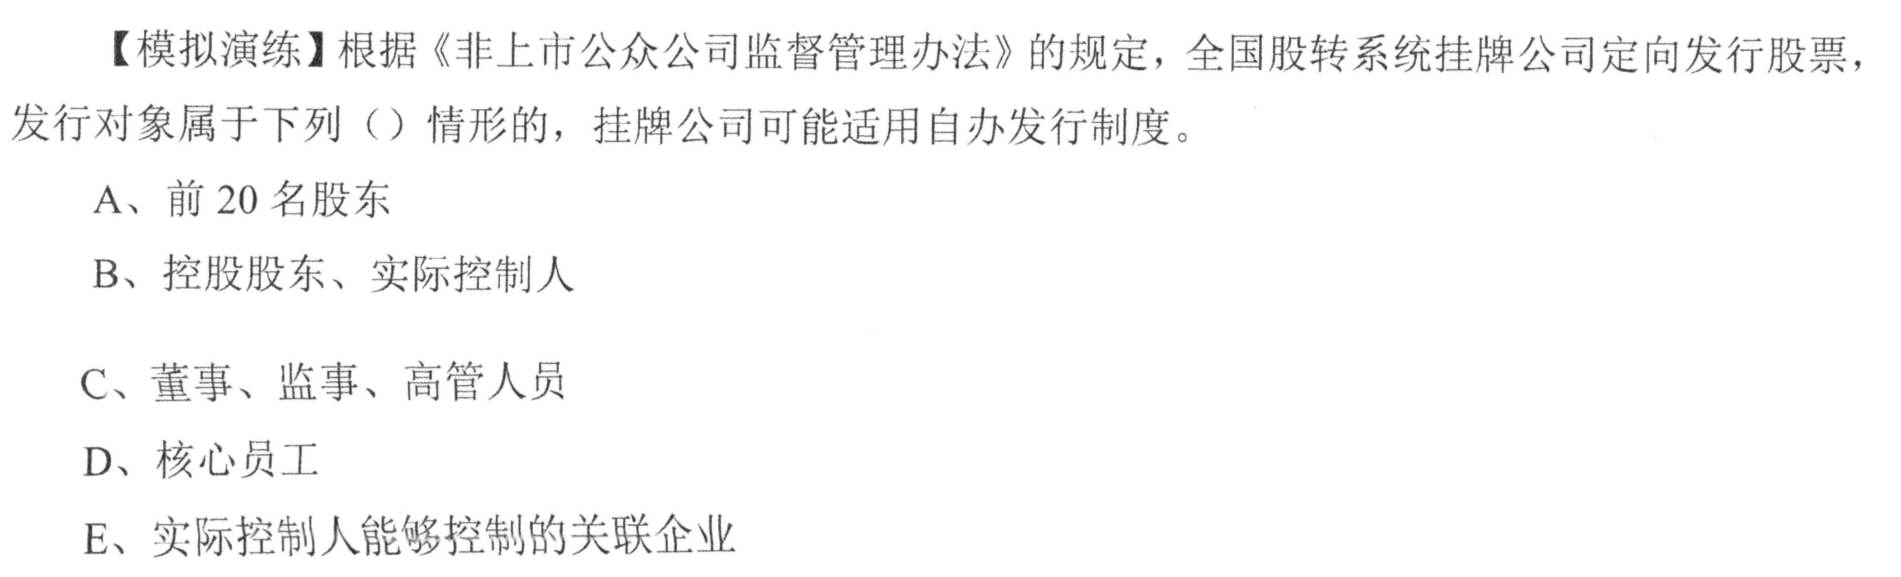 【模拟演练】根据《非上市公众公司监督管理办法》的规定，全国股转系统挂牌公司定向发行股票，
发行对象属于下列（）情形的，挂牌公司可能适用自办发行制度。
A、前 20 名股东
B、控股股东、实际控制人
C、董事、监事、高管人员
D、核心员工
E、实际控制人能够控制的关联企业